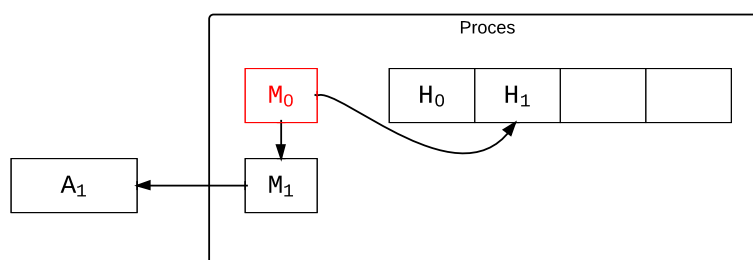 Proces
M₀ H₀ H₁
A₁ M₁